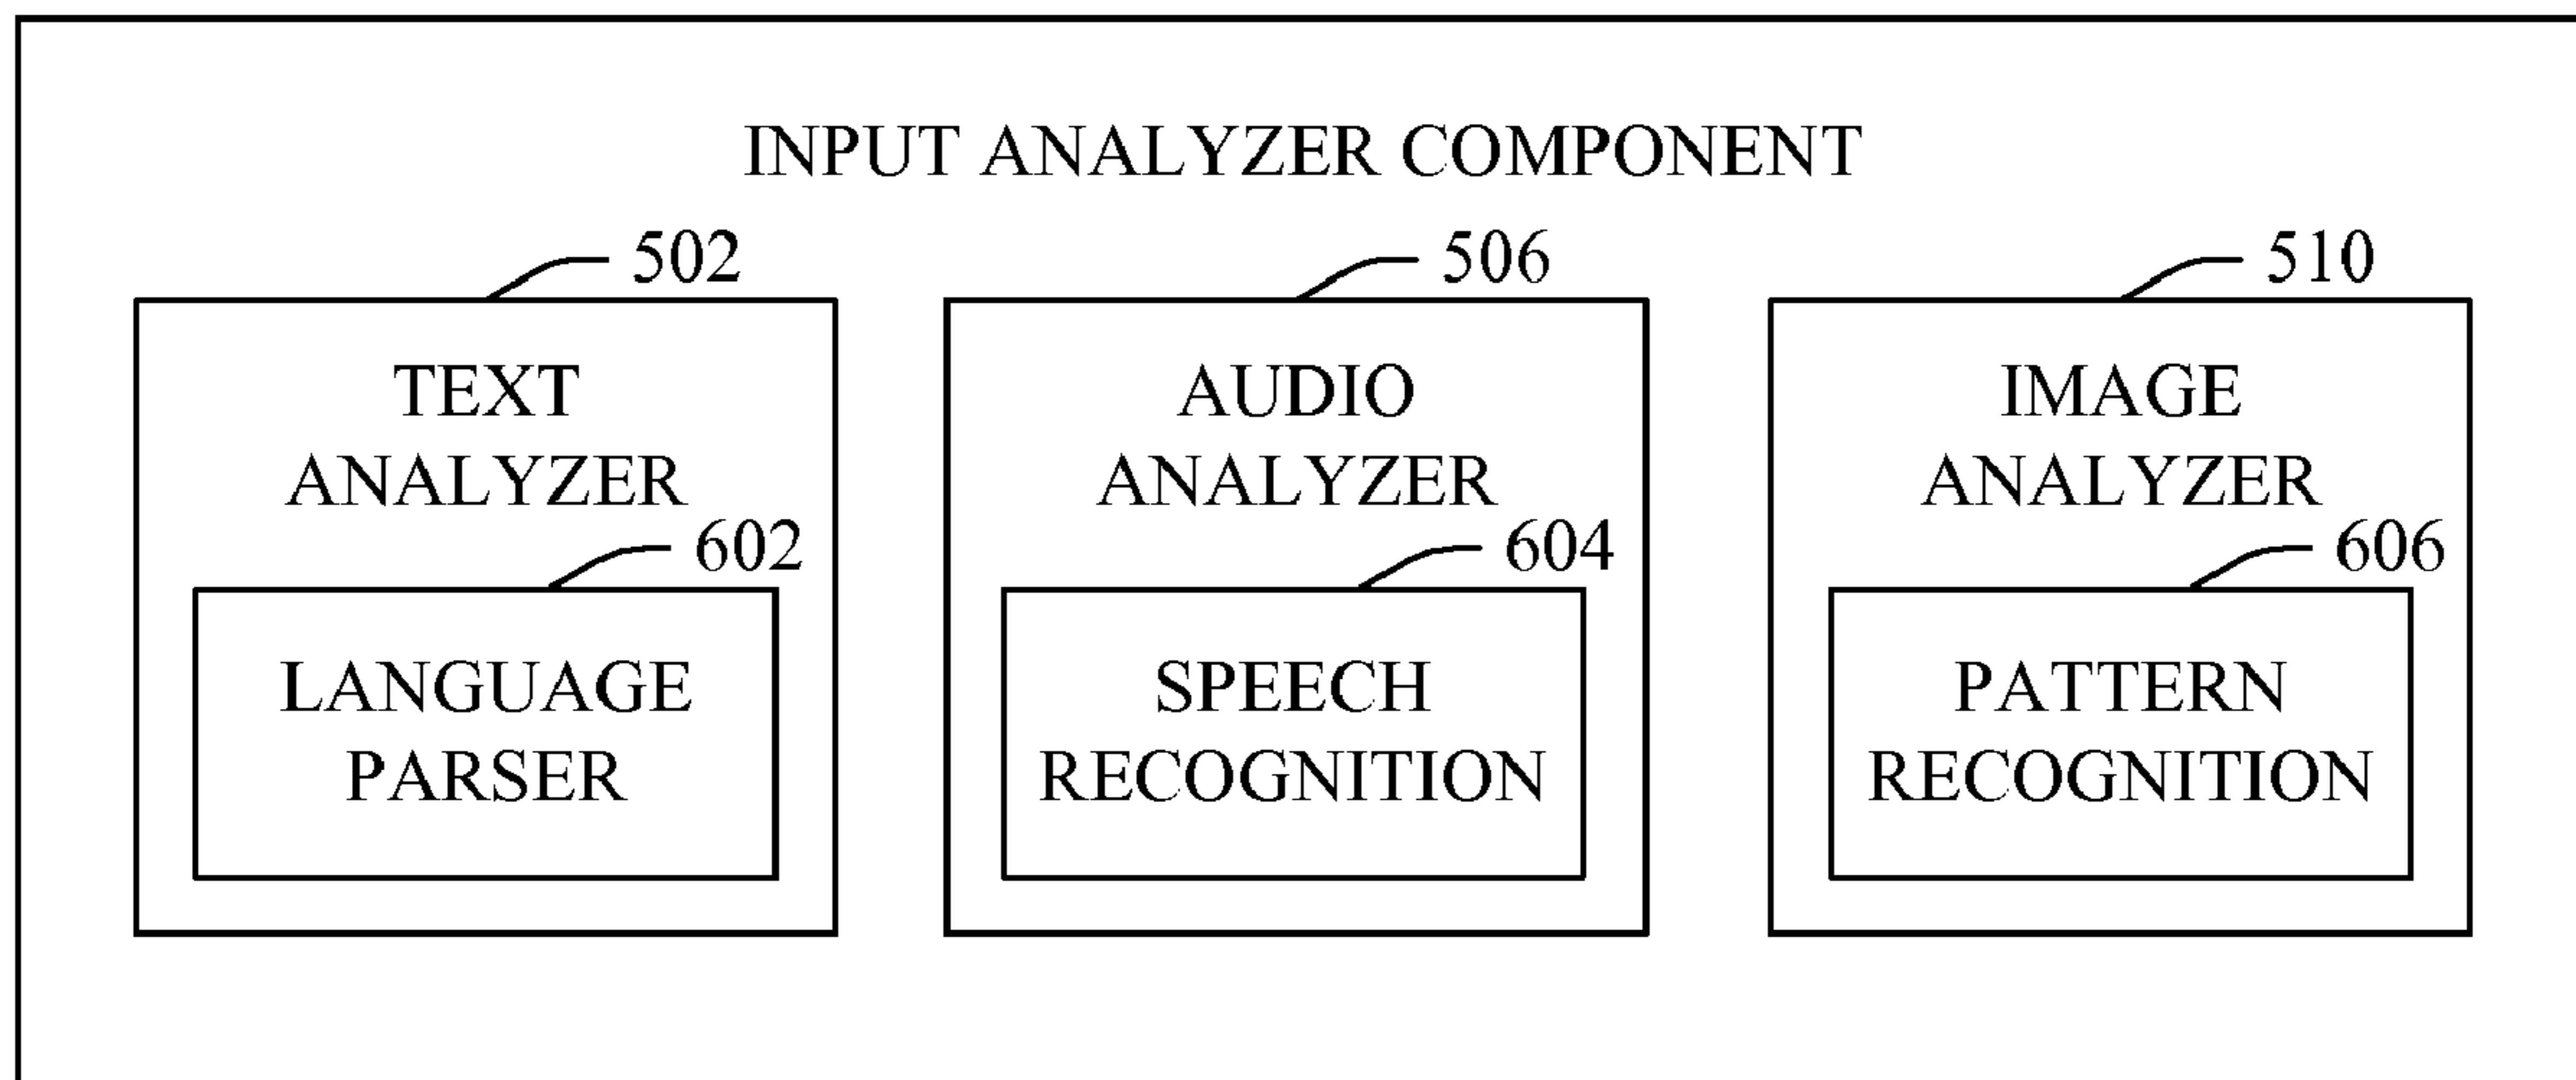 INPUT ANALYZER COMPONENT
502
506
510
TEXT
ANALYZER
602
LANGUAGE
PARSER
AUDIO
ANALYZER
604
SPEECH
RECOGNITION
IMAGE
ANALYZER
606
PATTERN
RECOGNITION